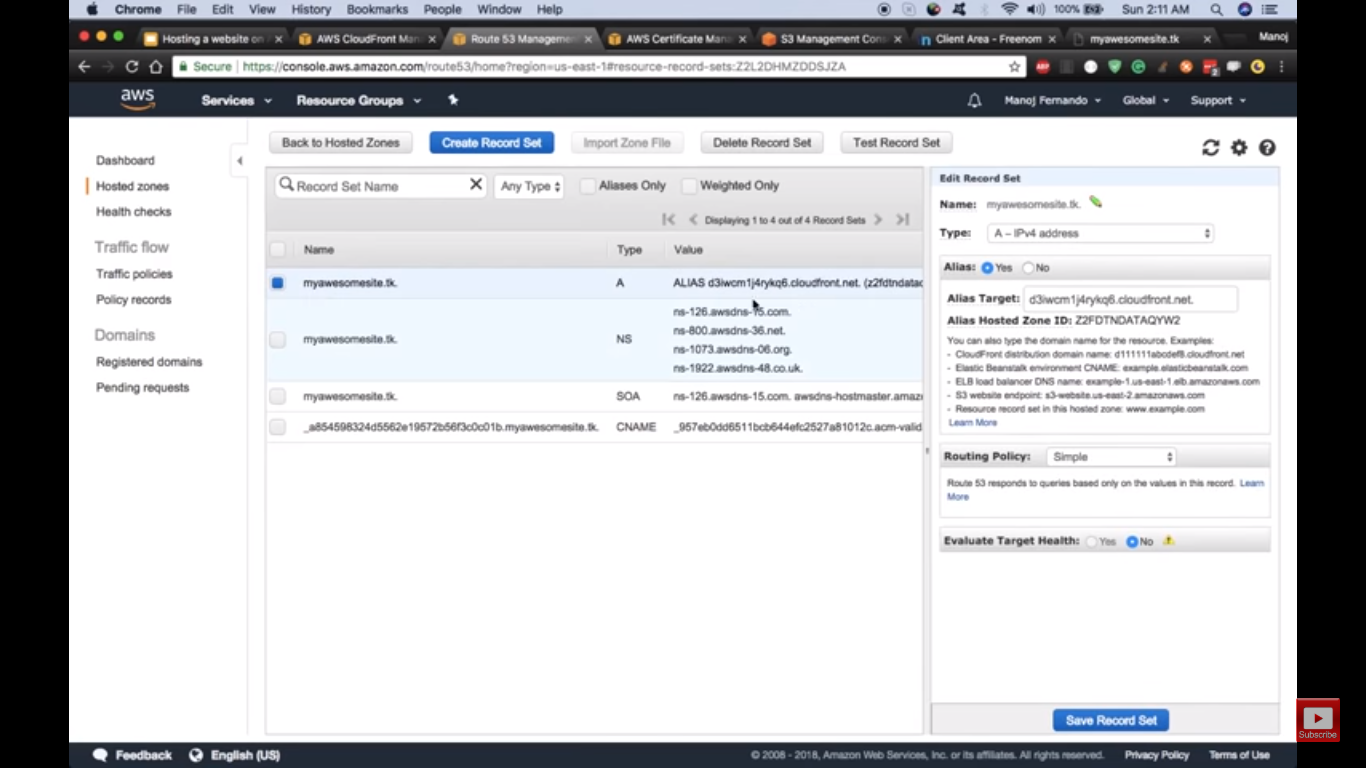 Chrome File Edit View History Bookmarks People Window Help 100% Sun 2:11 AM
Hosting a website on AWS CloudFront Man Route 53 Managemen AWS Certificate Man S3 Management Con Client Area - Freenom myawesomesite.tk Manoj
Secure https://console.aws.amazon.com/route53/home?region=us-east-1#resource-record-sets:Z2L2DHMZDDSJZA
aws Services Resource Groups Manoj Fernando Global Support
Back to Hosted Zones Create Record Set Import Zone File Delete Record Set Test Record Set
Dashboard
Hosted zones
Health checks
Traffic flow
Traffic policies
Policy records
Domains
Registered domains
Pending requests
Record Set Name Any Type Aliases Only Weighted Only
Displaying 1 to 4 out of 4 Record Sets
Name Type Value
myawesomesite.tk. A ALIAS d3iwcm1j4rykq6.cloudfront.net. (z2fdtndatac
myawesomesite.tk. NS ns-126.awsdns-15.com.
ns-800.awsdns-36.net.
ns-1073.awsdns-06.org.
ns-1922.awsdns-48.co.uk.
myawesomesite.tk. SOA ns-126.awsdns-15.com. awsdns-hostmaster.amaz
_a854598324d5562e19572b56f3c0c01b.myawesomesite.tk. CNAME _957eb0dd6511bcb644efc2527a81012c.acm-valid
Edit Record Set
Name: myawesomesite.tk.
Type: A – IPv4 address
Alias: Yes No
Alias Target: d3iwcm1j4rykq6.cloudfront.net.
Alias Hosted Zone ID: Z2FDTNDATAQYW2
You can also type the domain name for the resource. Examples:
- CloudFront distribution domain name: d111111abcdef8.cloudfront.net
- Elastic Beanstalk environment CNAME: example.elasticbeanstalk.com
- ELB load balancer DNS name: example-1.us-east-1.elb.amazonaws.com
- S3 website endpoint: s3-website.us-east-2.amazonaws.com
- Resource record set in this hosted zone: www.example.com
Learn More
Routing Policy: Simple
Route 53 responds to queries based only on the values in this record. Learn
More
Evaluate Target Health: Yes No
Save Record Set
Subscribe
Feedback English (US) © 2008 - 2018, Amazon Web Services, Inc. or its affiliates. All rights reserved. Privacy Policy Terms of Use